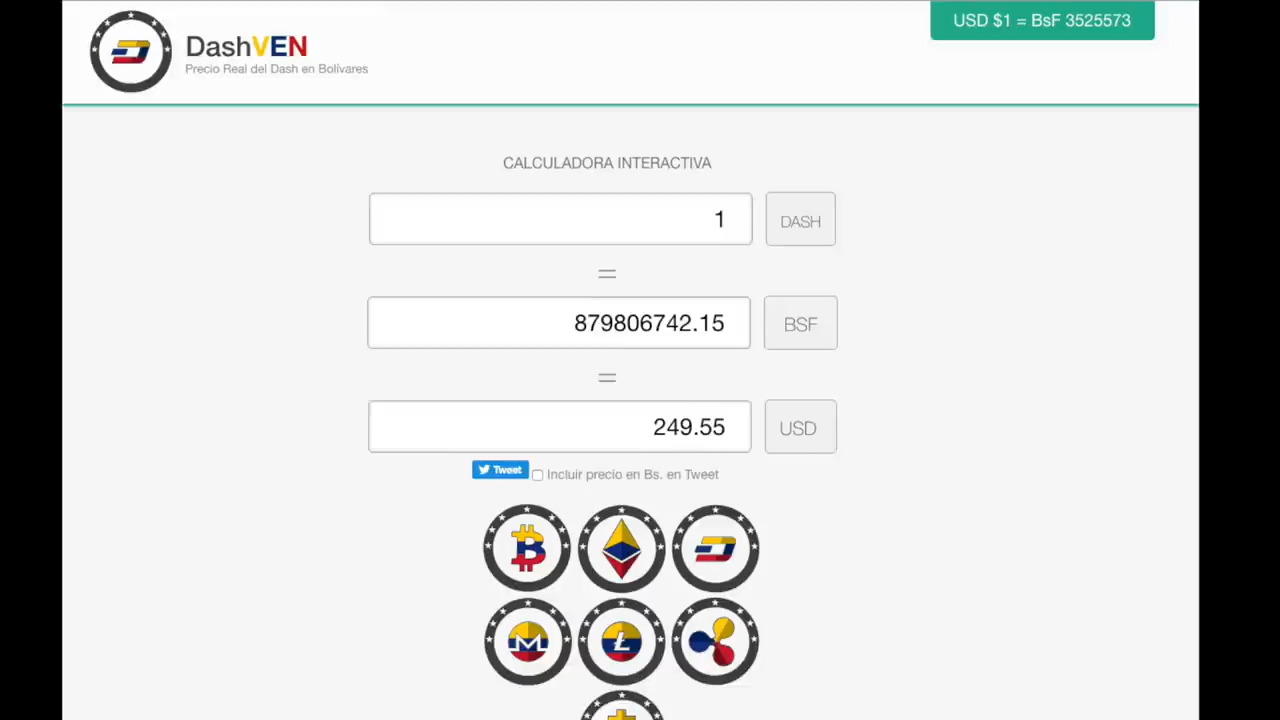 USD $1 = BsF 3525573
DashVEN
Precio Real del Dash en Bolívares
CALCULADORA INTERACTIVA
1 DASH
=
879806742.15 BSF
=
249.55 USD
Tweet Incluir precio en Bs. en Tweet